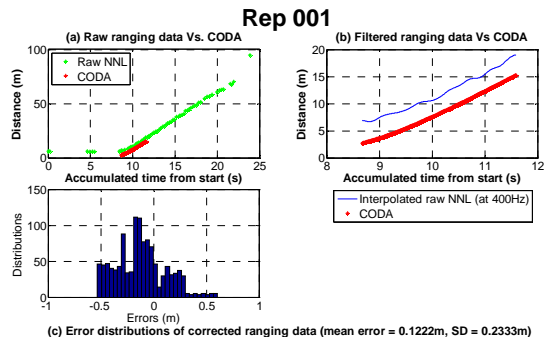 Rep 001
(a) Raw ranging data Vs. CODA
100
50
0
Distance (m)
Raw NNL
CODA
0 5 10 15 20 25
Accumulated time from start (s)
(b) Filtered ranging data Vs CODA
20
15
10
5
0
Distance (m)
8 9 10 11 12
Accumulated time from start (s)
Interpolated raw NNL (at 400Hz)
CODA
150
100
50
0
Distributions
-1 -0.5 0 0.5 1
Errors (m)
(c) Error distributions of corrected ranging data (mean error = 0.1222m, SD = 0.2333m)